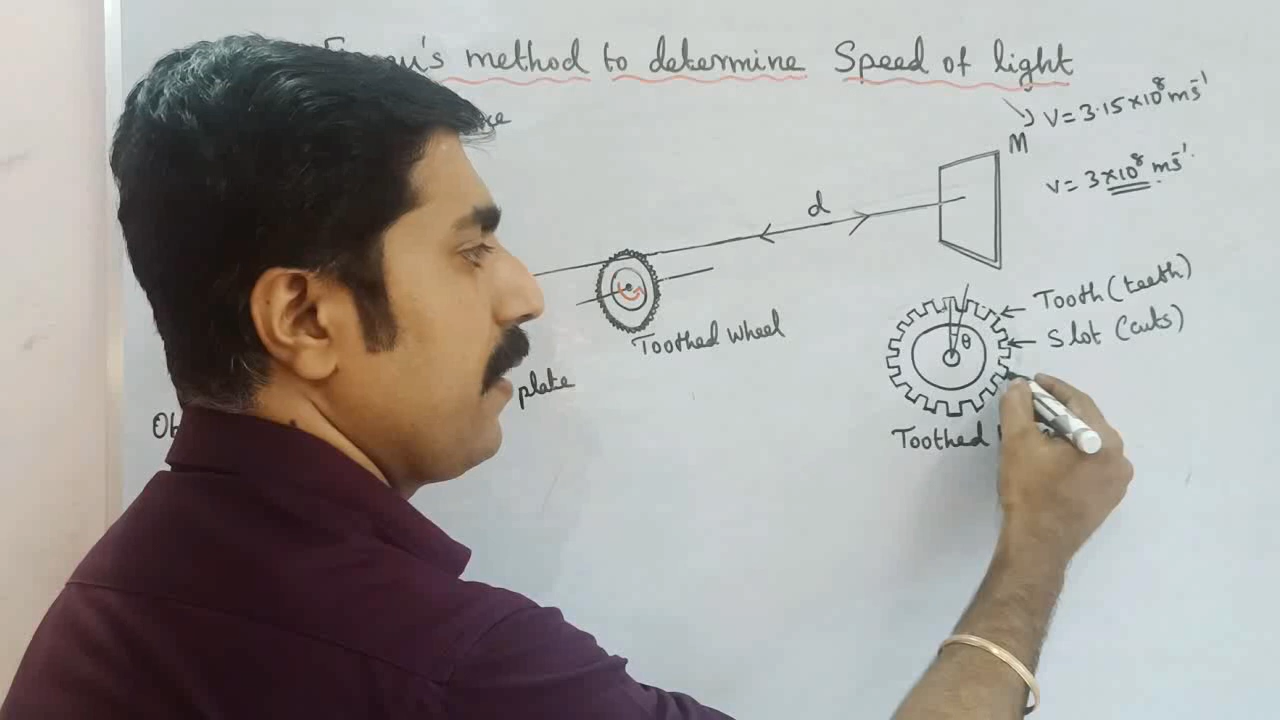 method to determine Speed of light
V = 3.15 × 10⁸ ms⁻¹
M
V = 3 × 10⁸ ms⁻¹
d
Tooth (teeth)
Slot (cuts)
θ
Toothed wheel
plate
Toothed